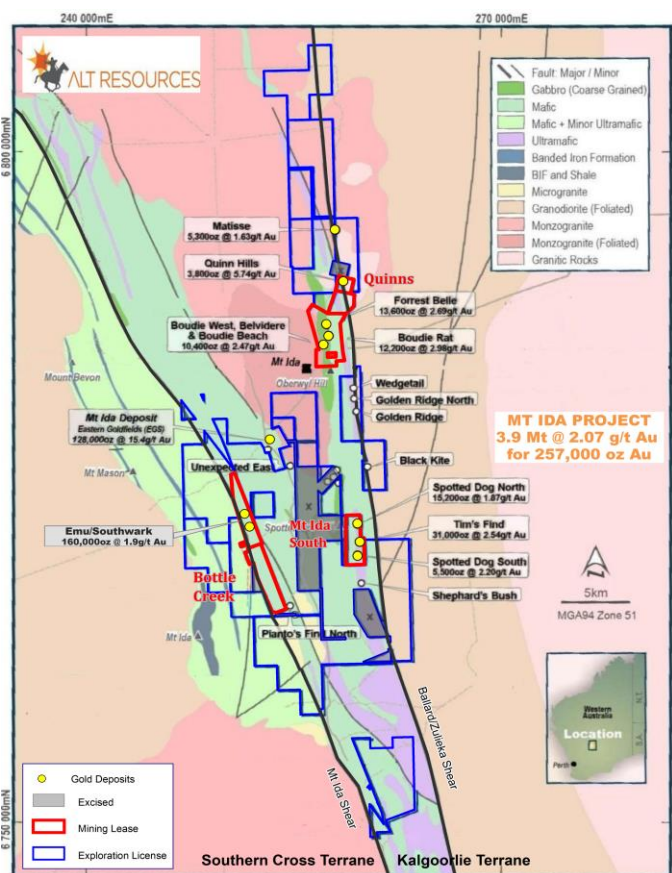 240 000mE
270 000mE
ALT RESOURCES
6 800 000mN
Fault: Major / Minor
Gabbro (Coarse Grained)
Mafic
Mafic + Minor Ultramafic
Ultramafic
Banded Iron Formation
BIF and Shale
Microgranite
Granodiorite (Foliated)
Monzogranite
Monzogranite (Foliated)
Granitic Rocks
Matisse
5,300oz @ 1.63g/t Au
Quinn Hills
3,800oz @ 5.74g/t Au
X
Quinns
Forrest Belle
13,600oz @ 2.69g/t Au
Boudie West, Belvidere
& Boudie Beach
10,400oz @ 2.47g/t Au
Boudie Rat
12,200oz @ 2.98g/t Au
Mt Ida
Oberwyl Hill
Mount Bevon
Wedgetail
Golden Ridge North
Golden Ridge
Mt Ida Deposit
Eastern Goldfields (EGS)
128,000oz @ 15.4g/t Au
MT IDA PROJECT
3.9 Mt @ 2.07 g/t Au
for 257,000 oz Au
Unexpected Eas
Black Kite
Mt Mason
Spotted Dog North
15,200oz @ 1.87g/t Au
X
Emu/Southwark
160,000oz @ 1.9g/t Au
Spotte
Mt Ida
South
Tim's Find
31,000oz @ 2.54g/t Au
Spotted Dog South
5,500oz @ 2.20g/t Au
Bottle
Creek
Shephard's Bush
N
5km
MGA94 Zone 51
Mt Ida
X
Pianto's Find North
Western
Australia
N.T.
S.A.
Location
Perth
Ballard/Zulieka Shear
Mt Ida Shear
6 750 000mN
Gold Deposits
Excised
Mining Lease
Exploration License
Southern Cross Terrane
Kalgoorlie Terrane